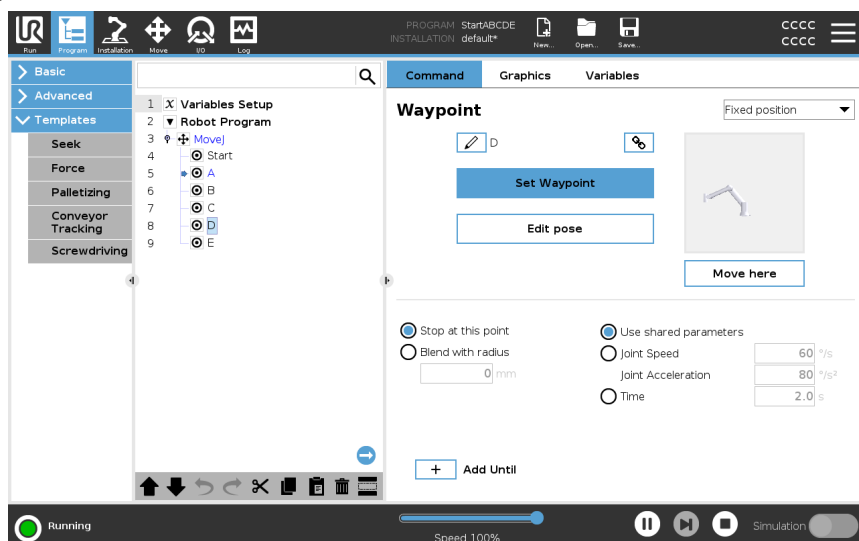 UR
PROGRAM StartABCDE
INSTALLATION default*
CCCC
CCCC
Run Program Installation Move I/O Log New... Open... Save...
Basic
Advanced
Templates
Seek
Force
Palletizing
Conveyor
Tracking
Screwdriving
1 X Variables Setup
2 Robot Program
3 MoveJ
4 Start
5 A
6 B
7 C
8 D
9 E
Command Graphics Variables
Waypoint
Fixed position
D
Set Waypoint
Edit pose
Move here
Stop at this point
Use shared parameters
Blend with radius
Joint Speed 60 °/s
0 mm
Joint Acceleration 80 °/s²
Time 2.0 s
+ Add Until
Running
Speed 100%
Simulation